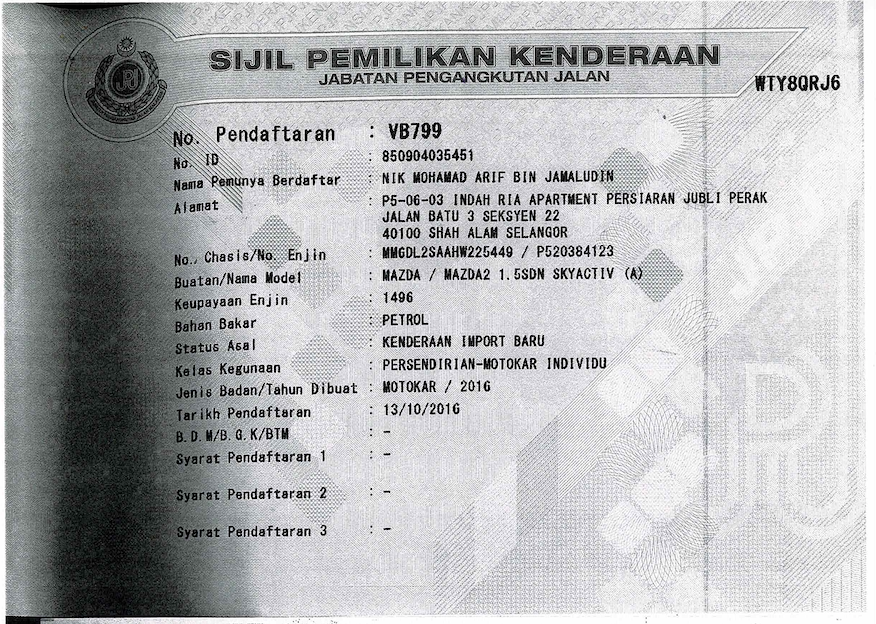 SIJIL PEMILIKAN KENDERAAN
JABATAN PENGANGKUTAN JALAN
WTY8QRJ6
JPJ
No. Pendaftaran : VB799
No. ID : 850904035451
Nama Pemunya Berdaftar : NIK MOHAMAD ARIF BIN JAMALUDIN
Alamat : P5-06-03 INDAH RIA APARTMENT PERSIARAN JUBLI PERAK
JALAN BATU 3 SEKSYEN 22
40100 SHAH ALAM SELANGOR
No. Chasis/No. Enjin : MMGDL2SAAHW225449 / P520384123
Buatan/Nama Model : MAZDA / MAZDA2 1.5SDN SKYACTIV (A)
Keupayaan Enjin : 1496
Bahan Bakar : PETROL
Status Asal : KENDERAAN IMPORT BARU
Kelas Kegunaan : PERSENDIRIAN-MOTOKAR INDIVIDU
Jenis Badan/Tahun Dibuat : MOTOKAR / 2016
Tarikh Pendaftaran : 13/10/2016
B.D.M/B.G.K/BTM : -
Syarat Pendaftaran 1 : -
Syarat Pendaftaran 2 : -
Syarat Pendaftaran 3 : -